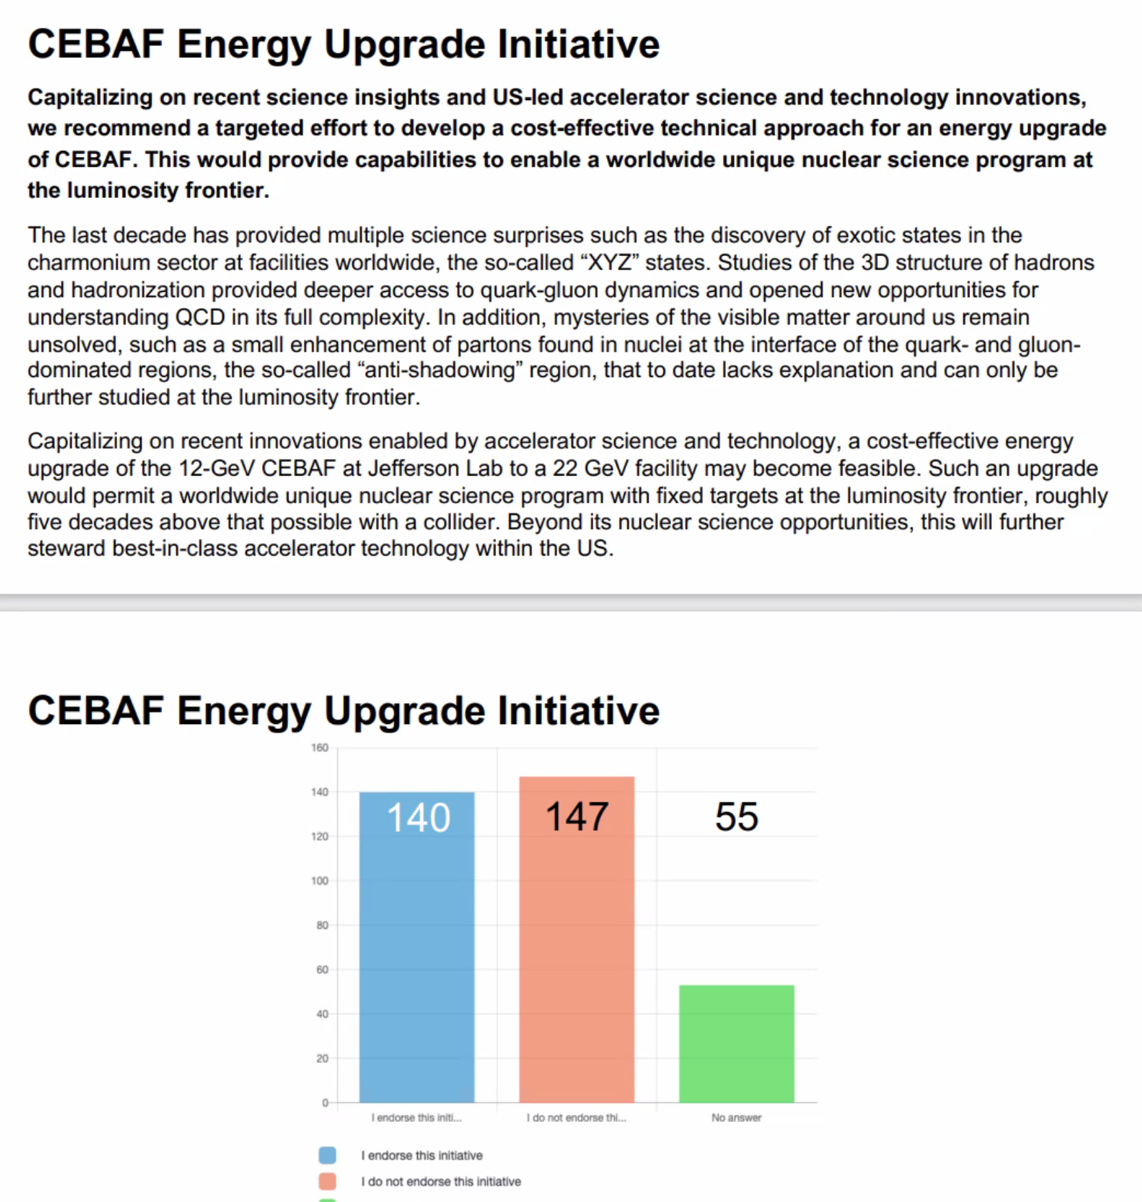 CEBAF Energy Upgrade Initiative
Capitalizing on recent science insights and US-led accelerator science and technology innovations,
we recommend a targeted effort to develop a cost-effective technical approach for an energy upgrade
of CEBAF. This would provide capabilities to enable a worldwide unique nuclear science program at
the luminosity frontier.
The last decade has provided multiple science surprises such as the discovery of exotic states in the
charmonium sector at facilities worldwide, the so-called “XYZ” states. Studies of the 3D structure of hadrons
and hadronization provided deeper access to quark-gluon dynamics and opened new opportunities for
understanding QCD in its full complexity. In addition, mysteries of the visible matter around us remain
unsolved, such as a small enhancement of partons found in nuclei at the interface of the quark- and gluon-
dominated regions, the so-called “anti-shadowing” region, that to date lacks explanation and can only be
further studied at the luminosity frontier.
Capitalizing on recent innovations enabled by accelerator science and technology, a cost-effective energy
upgrade of the 12-GeV CEBAF at Jefferson Lab to a 22 GeV facility may become feasible. Such an upgrade
would permit a worldwide unique nuclear science program with fixed targets at the luminosity frontier, roughly
five decades above that possible with a collider. Beyond its nuclear science opportunities, this will further
steward best-in-class accelerator technology within the US.
CEBAF Energy Upgrade Initiative
160
140
120
100
80
60
40
20
0
140 147 55
I endorse this initi... I do not endorse thi... No answer
I endorse this initiative
I do not endorse this initiative